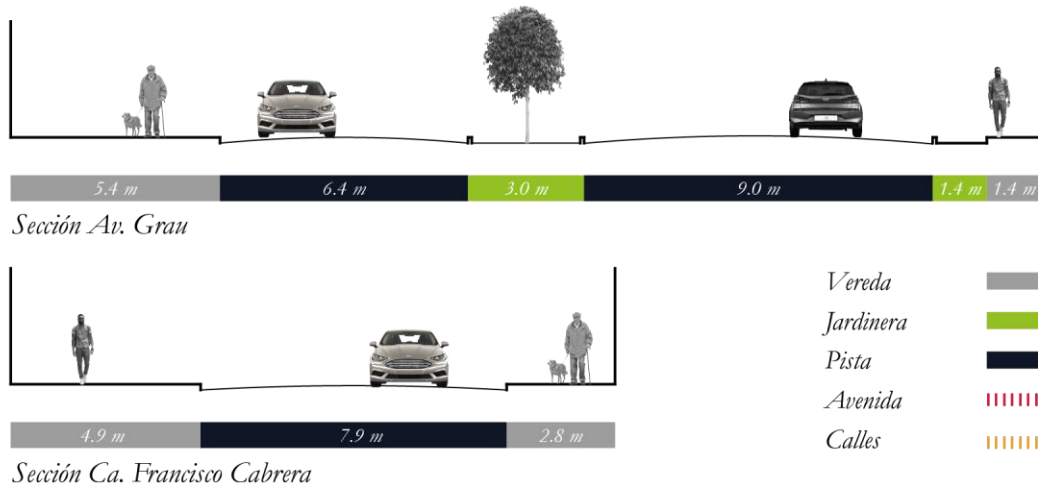 5.4 m 6.4 m 3.0 m 9.0 m 1.4 m 1.4 m
Sección Av. Grau
4.9 m 7.9 m 2.8 m
Sección Ca. Francisco Cabrera
Vereda
Jardinera
Pista
Avenida
Calles